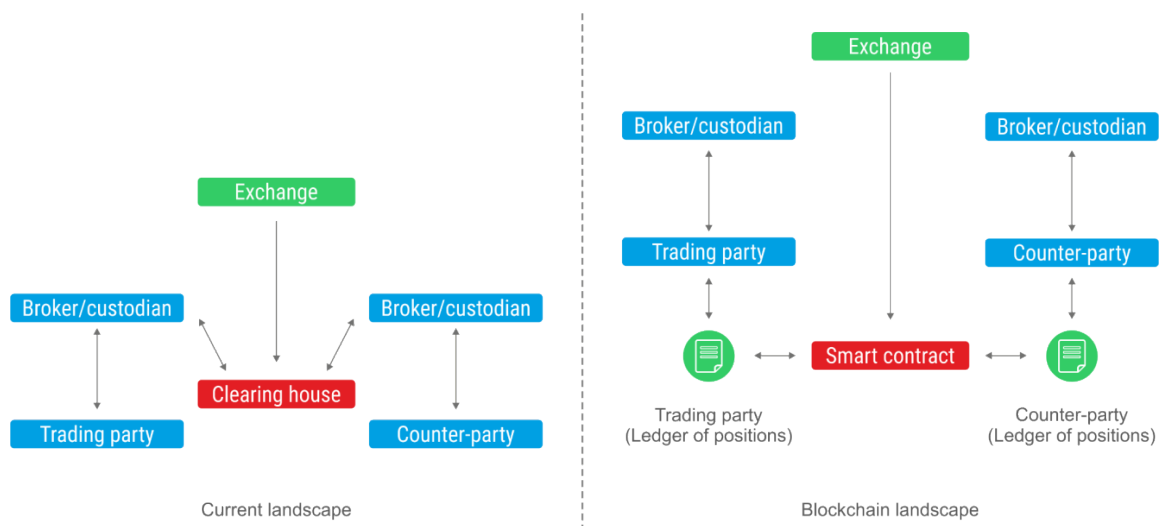 Exchange
Broker/custodian
Broker/custodian
Clearing house
Trading party
Counter-party
Current landscape
Exchange
Broker/custodian
Broker/custodian
Trading party
Counter-party
Smart contract
Trading party
(Ledger of positions)
Counter-party
(Ledger of positions)
Blockchain landscape